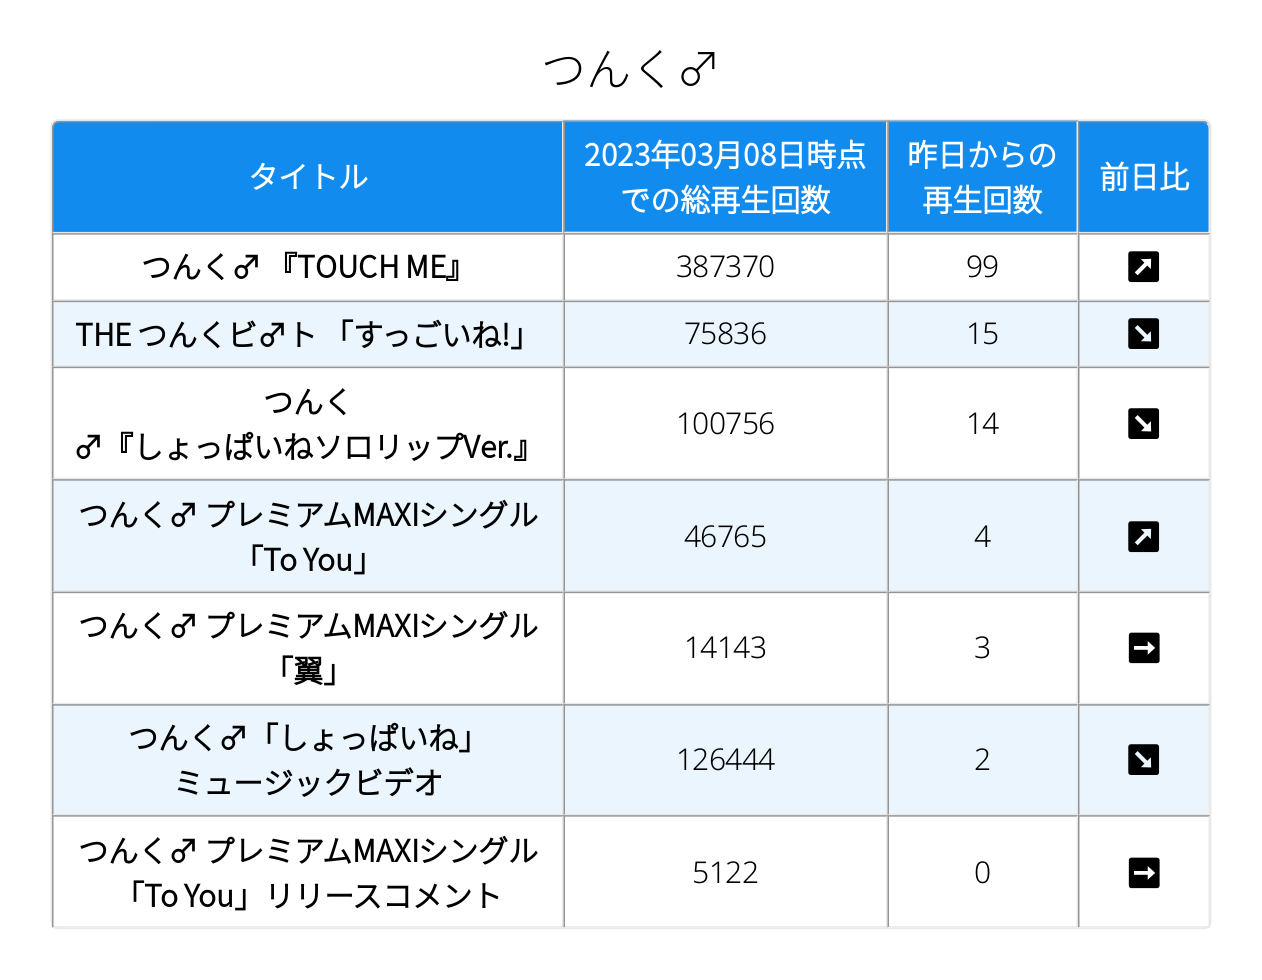 つんく♂
タイトル
2023年03月08日時点
での総再生回数
昨日からの
再生回数
前日比
つんく♂ 『TOUCH ME』
387370
99
THE つんくビ♂ト 「すっごいね!」
75836
15
つんく
♂『しょっぱいねソロリップVer.』
100756
14
つんく♂ プレミアムMAXIシングル
「To You」
46765
4
つんく♂ プレミアムMAXIシングル
「翼」
14143
3
つんく♂「しょっぱいね」
ミュージックビデオ
126444
2
つんく♂ プレミアムMAXIシングル
「To You」リリースコメント
5122
0